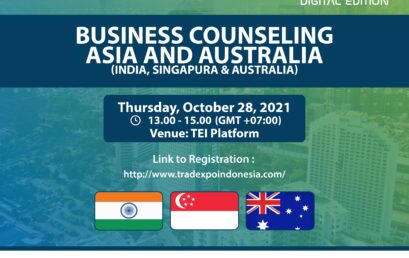 DIGITAL EDITION
BUSINESS COUNSELING
ASIA AND AUSTRALIA
(INDIA, SINGAPURA & AUSTRALIA)
Thursday, October 28, 2021
13.00 - 15.00 (GMT +07:00)
Venue: TEI Platform
Link to Registration :
http://www.tradexpoindonesia.com/